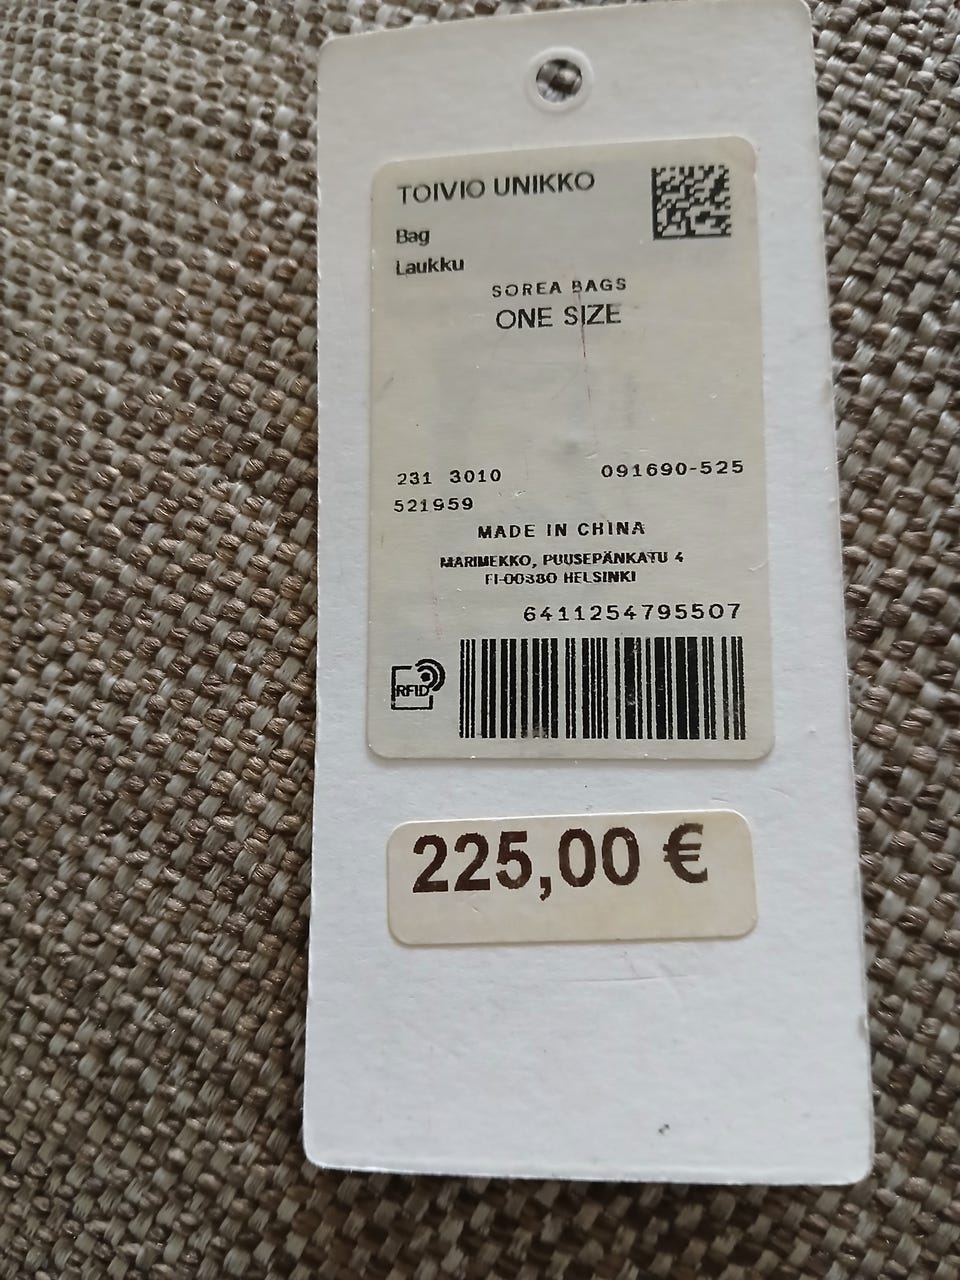 TOIVIO UNIKKO
Bag
Laukku
SOREA BAGS
ONE SIZE
231 3010
091690-525
521959
MADE IN CHINA
MARIMEKKO, PUUSEPÄNKATU 4
FI-00880 HELSINKI
6411254795507
RFID
225,00 €